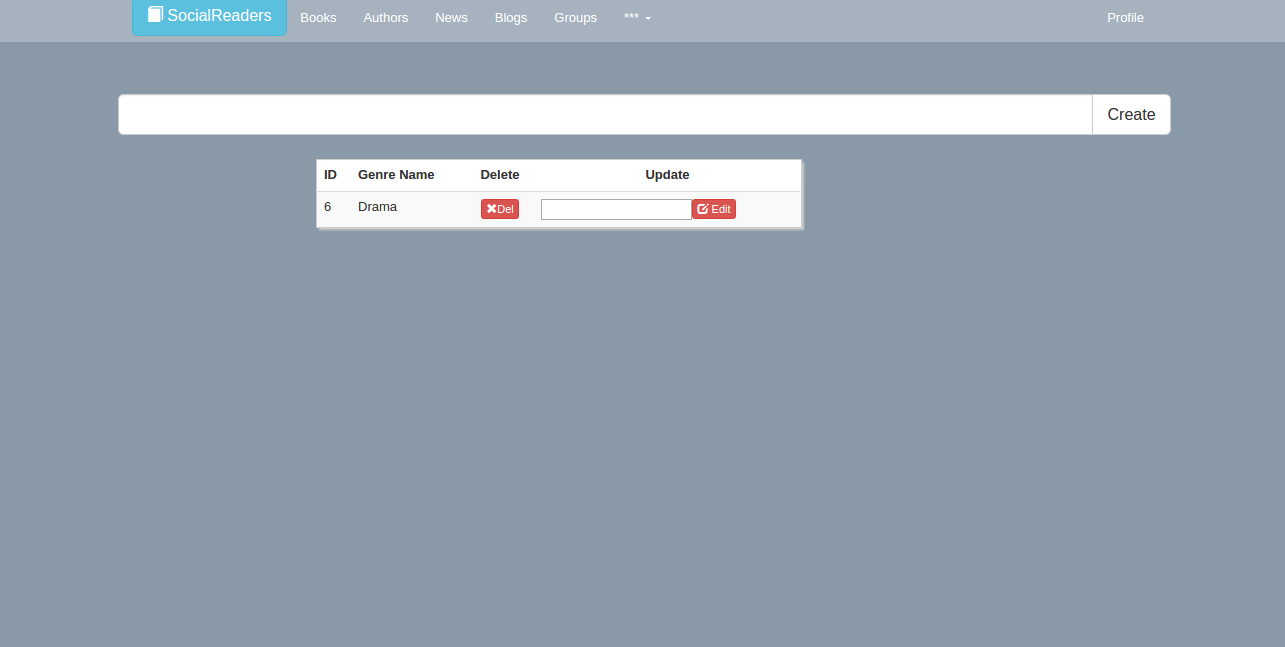 SocialReaders Books Authors News Blogs Groups *** Profile
Create
ID Genre Name Delete Update
6 Drama Del Edit